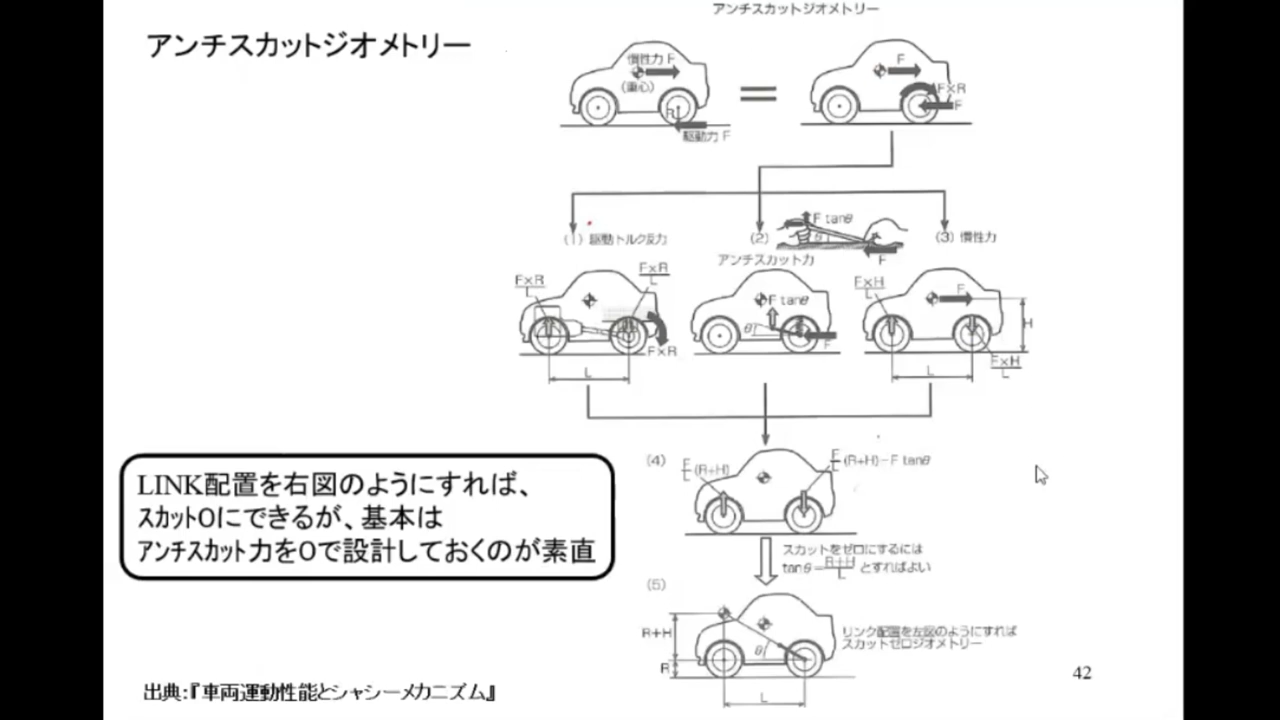 アンチスカットジオメトリー
アンチスカットジオメトリー
慣性力 F
(重心)
R
駆動力 F
F
F×R
F
(1) 駆動トルク反力
(2)
F tanθ
θ
F
アンチスカット力
(3) 慣性力
F×R
L
F×R
L
F×R
L
F tanθ
θ
F
F×H
L
F
H
F×H
L
L
(4)
F
L
(R+H)
F
L
(R+H)-F tanθ
スカットをゼロにするには
tanθ=
R+H
L
とすればよい
(5)
R+H
R
θ
L
リンク配置を左図のようにすれば
スカットゼロジオメトリー
LINK配置を右図のようにすれば、
ｽｶｯﾄ0にできるが、基本は
ｱﾝﾁｽｶｯﾄ力を0で設計しておくのが素直
出典:『車両運動性能とシャシーメカニズム』
42